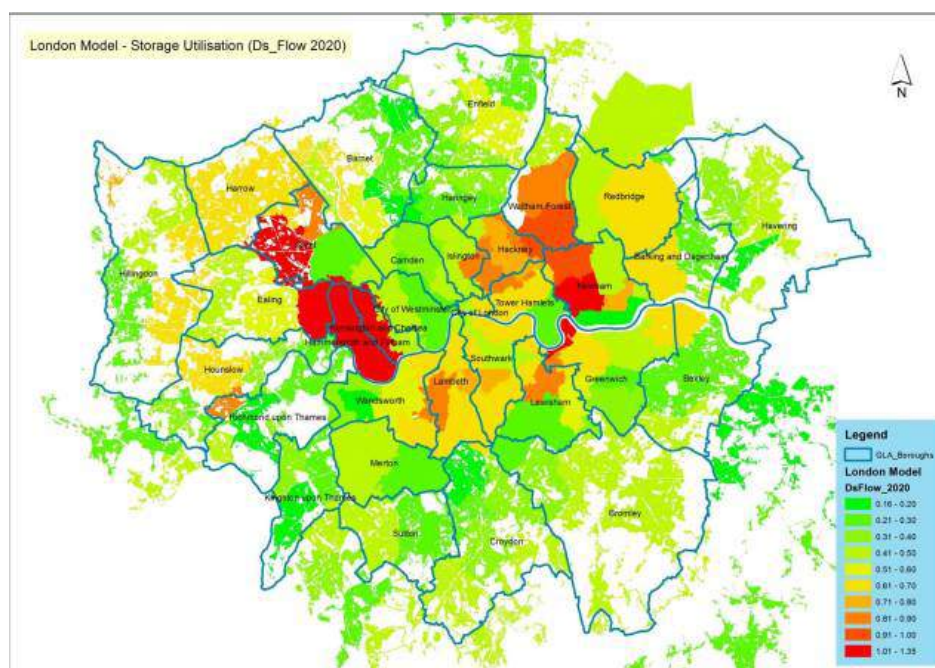 London Model - Storage Utilisation (Ds_Flow 2020)
N
Enfield
Barnet
Harrow
Haringey
Waltham Forest
Redbridge
Havering
Hillingdon
Brent
Camden
Islington
Hackney
Barking and Dagenham
Newham
Ealing
City of Westminster
City of London
Tower Hamlets
Kensington and Chelsea
Hammersmith and Fulham
Hounslow
Southwark
Lambeth
Greenwich
Bexley
Richmond upon Thames
Wandsworth
Lewisham
Merton
Kingston upon Thames
Sutton
Croydon
Bromley
Legend
GLA_Boroughs
London Model
DsFlow_2020
0.16 - 0.20
0.21 - 0.30
0.31 - 0.40
0.41 - 0.50
0.51 - 0.60
0.61 - 0.70
0.71 - 0.80
0.81 - 0.90
0.91 - 1.00
1.01 - 1.35